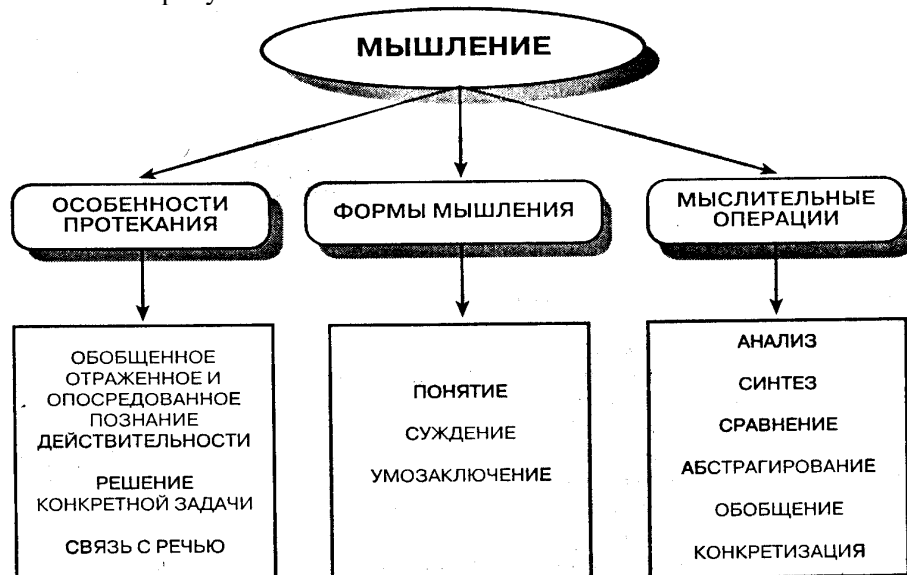 МЫШЛЕНИЕ
ОСОБЕННОСТИ
ПРОТЕКАНИЯ
ФОРМЫ МЫШЛЕНИЯ
МЫСЛИТЕЛЬНЫЕ
ОПЕРАЦИИ
ОБОБЩЕННОЕ
ОТРАЖЕННОЕ И
ОПОСРЕДОВАННОЕ
ПОЗНАНИЕ
ДЕЙСТВИТЕЛЬНОСТИ
РЕШЕНИЕ
КОНКРЕТНОЙ ЗАДАЧИ
СВЯЗЬ С РЕЧЬЮ
ПОНЯТИЕ
СУЖДЕНИЕ
УМОЗАКЛЮЧЕНИЕ
АНАЛИЗ
СИНТЕЗ
СРАВНЕНИЕ
АБСТРАГИРОВАНИЕ
ОБОБЩЕНИЕ
КОНКРЕТИЗАЦИЯ